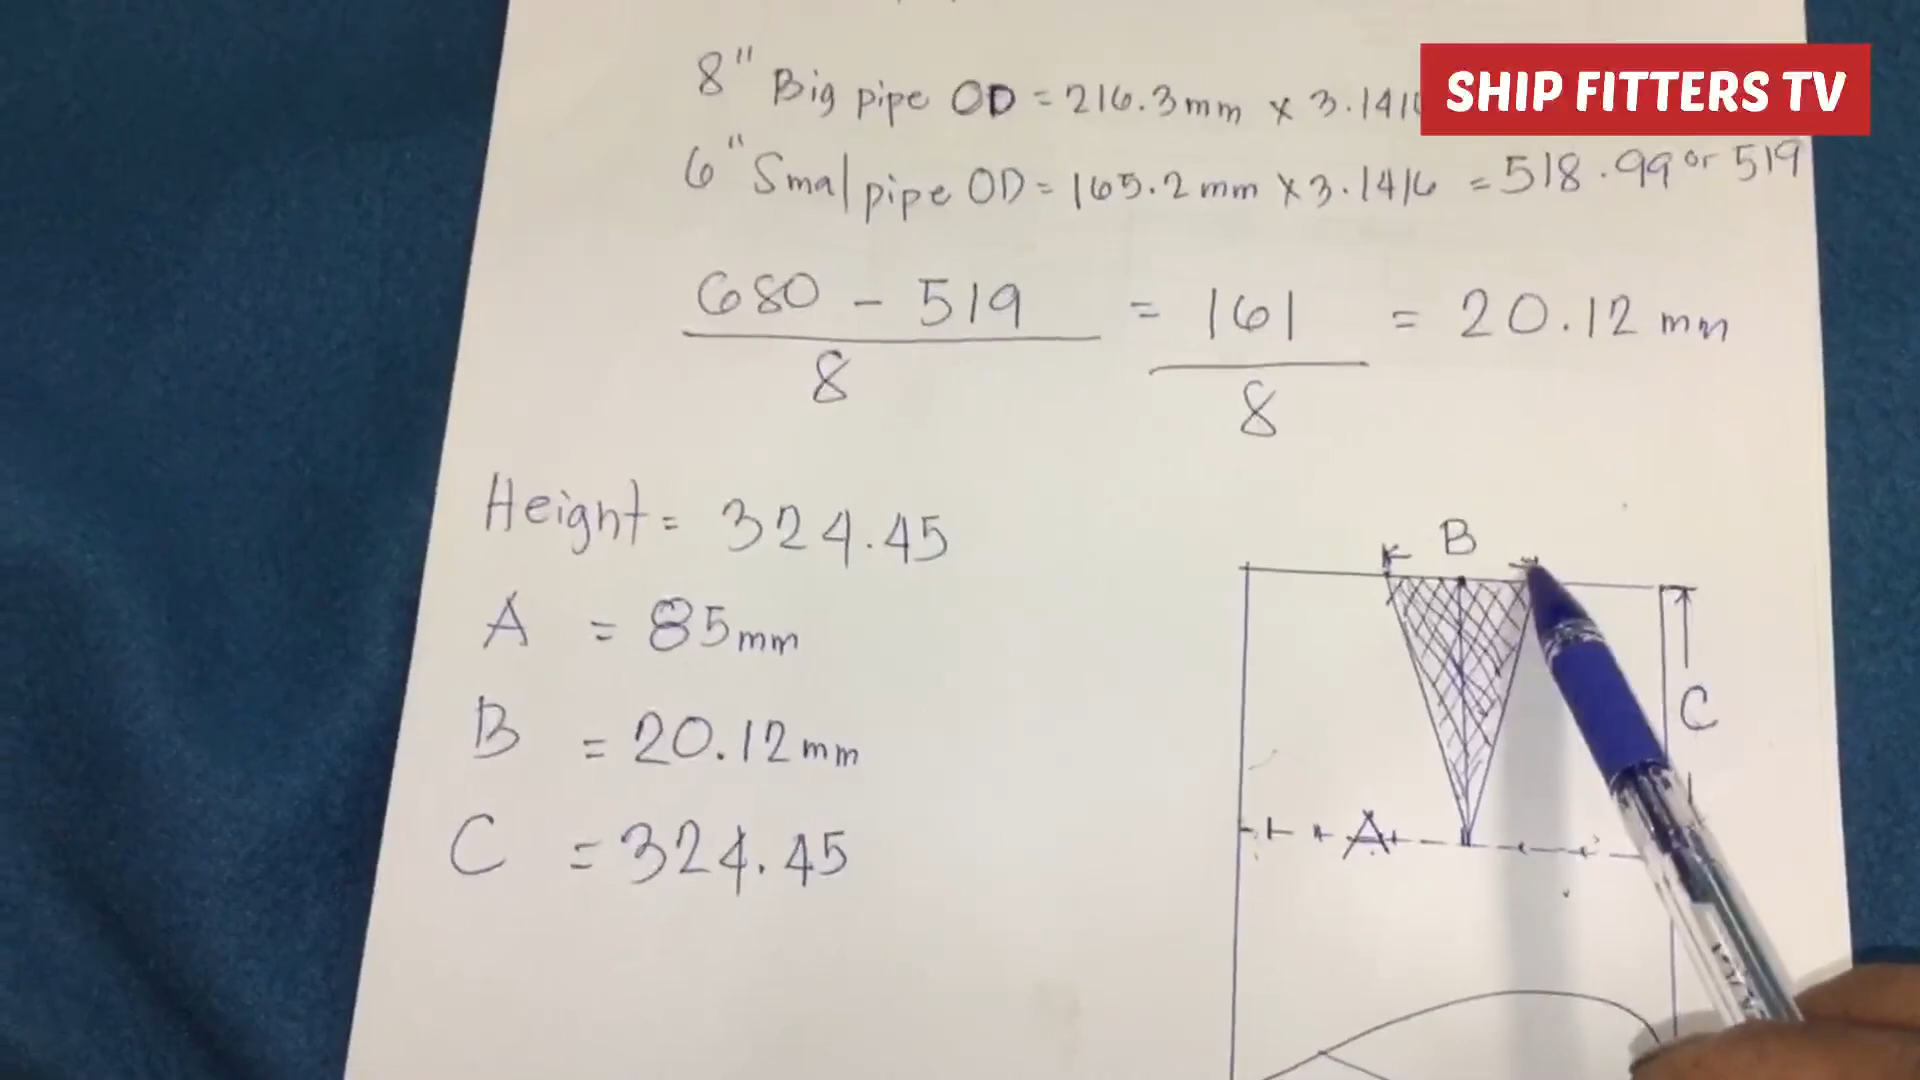 8" Big pipe OD = 216.3mm x 3.141
SHIP FITTERS TV
6" Smal pipe OD = 165.2 mm x 3.1416 = 518.99 or 519
680 - 519 = 161 = 20.12 mm
8 8
Height = 324.45
A = 85mm
B = 20.12mm
C = 324.45
B
C
A